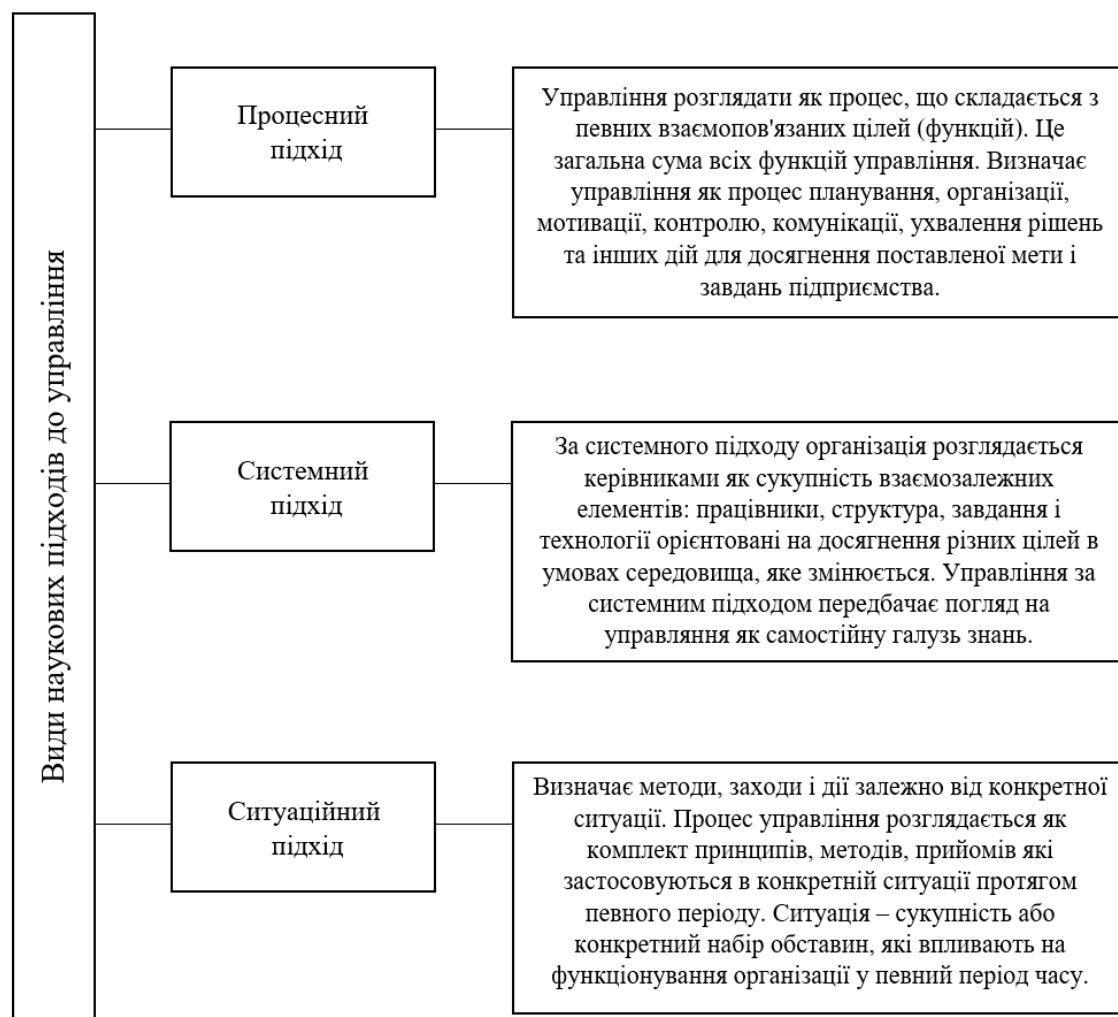 Види наукових підходів до управління
Процесний
підхід
Управління розглядати як процес, що складається з
певних взаємопов'язаних цілей (функцій). Це
загальна сума всіх функцій управління. Визначає
управління як процес планування, організації,
мотивації, контролю, комунікації, ухвалення рішень
та інших дій для досягнення поставленої мети і
завдань підприємства.
Системний
підхід
За системного підходу організація розглядається
керівниками як сукупність взаємозалежних
елементів: працівники, структура, завдання і
технології орієнтовані на досягнення різних цілей в
умовах середовища, яке змінюється. Управління за
системним підходом передбачає погляд на
управляння як самостійну галузь знань.
Ситуаційний
підхід
Визначає методи, заходи і дії залежно від конкретної
ситуації. Процес управління розглядається як
комплект принципів, методів, прийомів які
застосовуються в конкретній ситуації протягом
певного періоду. Ситуація – сукупність або
конкретний набір обставин, які впливають на
функціонування організації у певний період часу.